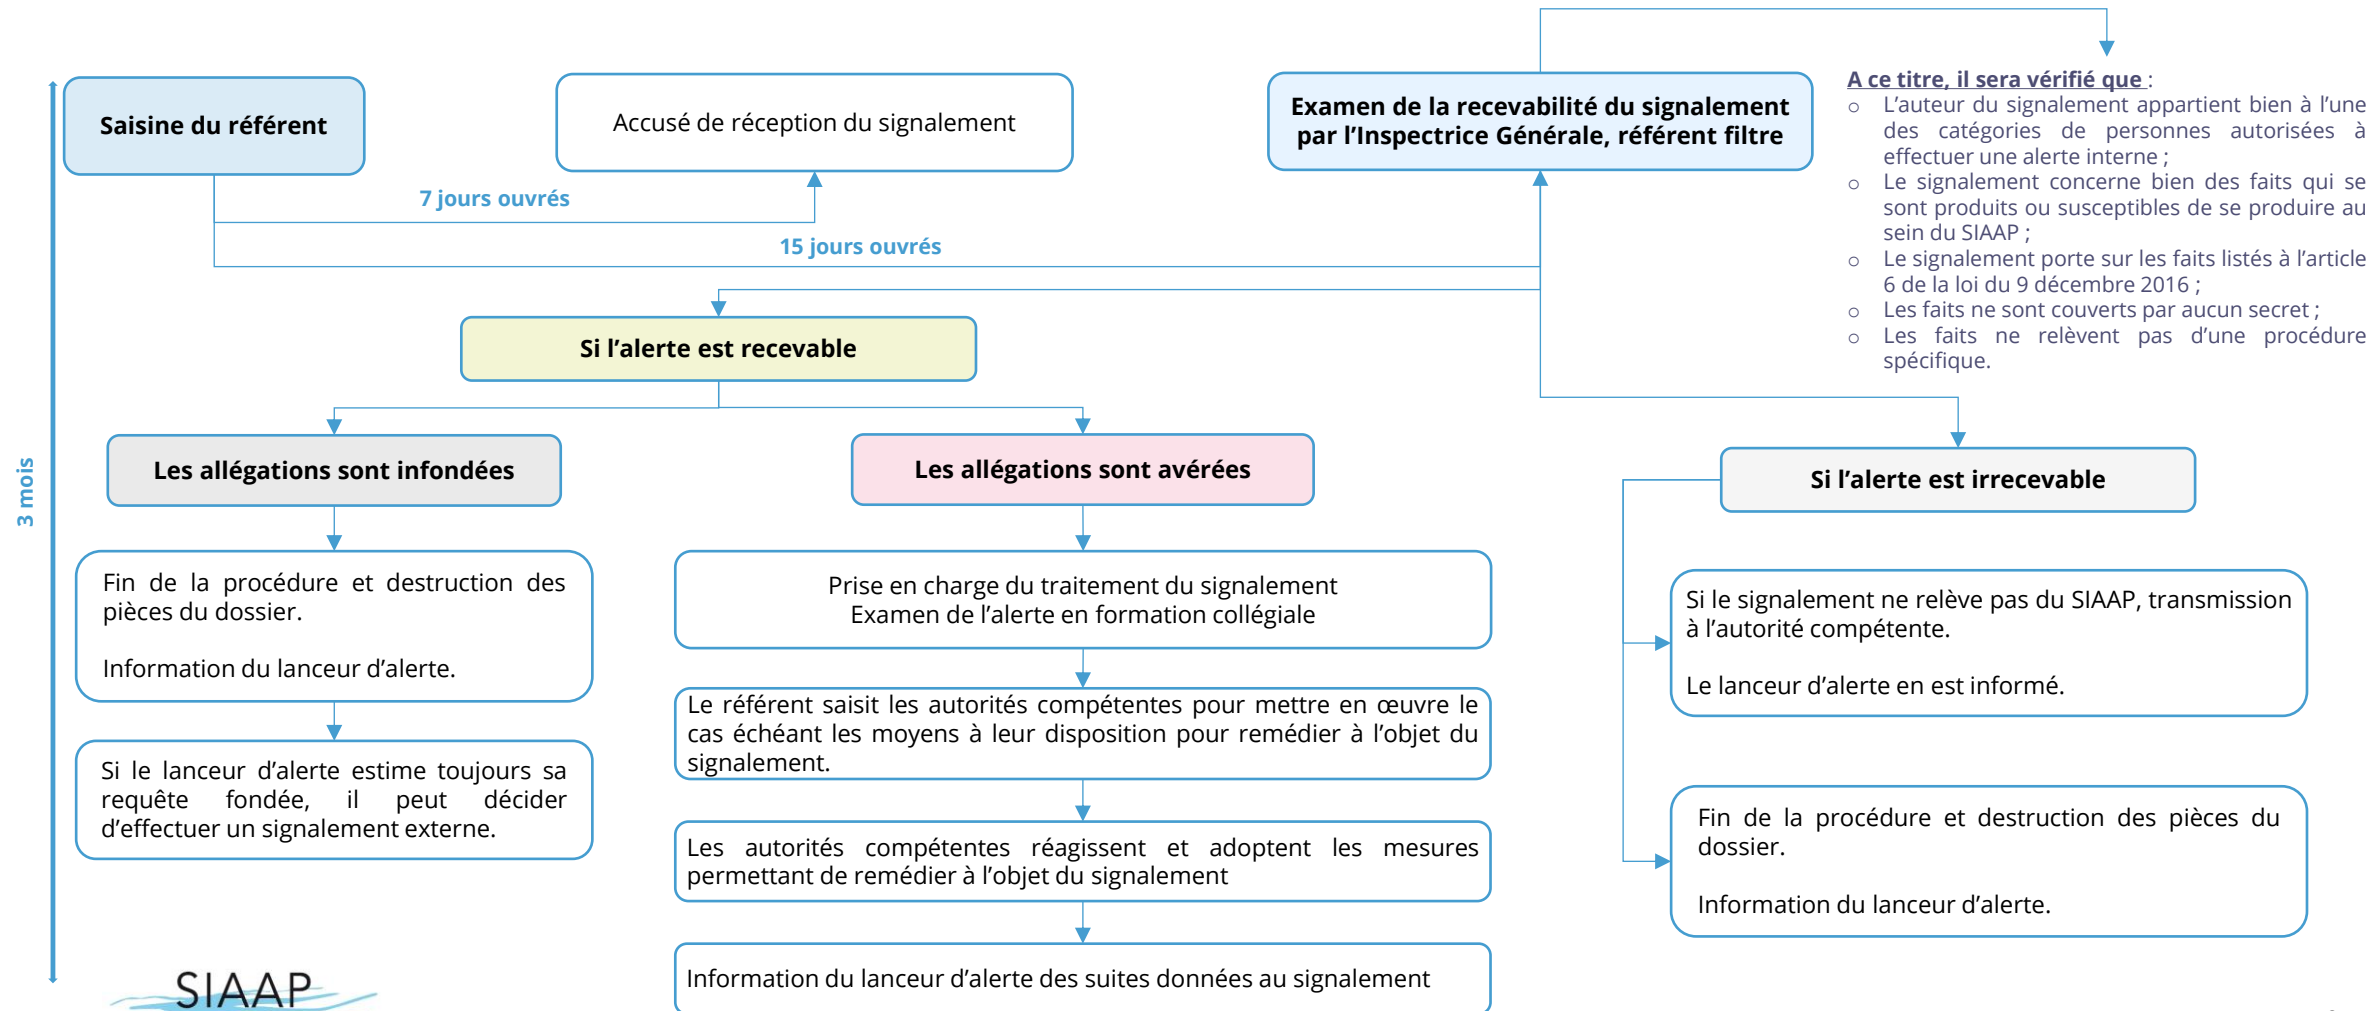 Saisine du référent
Accusé de réception du signalement
Examen de la recevabilité du signalement
par l’Inspectrice Générale, référent filtre
A ce titre, il sera vérifié que :
o L’auteur du signalement appartient bien à l’une
des catégories de personnes autorisées à
effectuer une alerte interne ;
o Le signalement concerne bien des faits qui se
sont produits ou susceptibles de se produire au
sein du SIAAP ;
o Le signalement porte sur les faits listés à l’article
6 de la loi du 9 décembre 2016 ;
o Les faits ne sont couverts par aucun secret ;
o Les faits ne relèvent pas d’une procédure
spécifique.
7 jours ouvrés
15 jours ouvrés
Si l’alerte est recevable
3 mois
Les allégations sont infondées
Les allégations sont avérées
Si l’alerte est irrecevable
Fin de la procédure et destruction des
pièces du dossier.
Information du lanceur d’alerte.
Si le lanceur d’alerte estime toujours sa
requête fondée, il peut décider
d’effectuer un signalement externe.
Prise en charge du traitement du signalement
Examen de l’alerte en formation collégiale
Le référent saisit les autorités compétentes pour mettre en œuvre le
cas échéant les moyens à leur disposition pour remédier à l’objet du
signalement.
Les autorités compétentes réagissent et adoptent les mesures
permettant de remédier à l’objet du signalement
Information du lanceur d’alerte des suites données au signalement
Si le signalement ne relève pas du SIAAP, transmission
à l’autorité compétente.
Le lanceur d’alerte en est informé.
Fin de la procédure et destruction des pièces du
dossier.
Information du lanceur d’alerte.
SIAAP